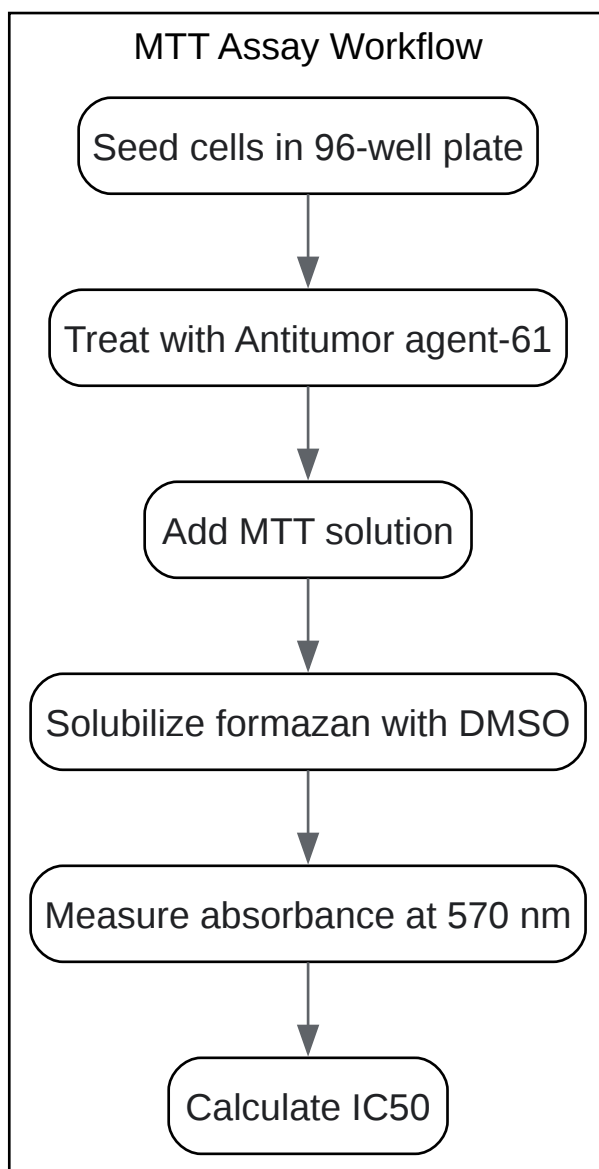 MTT Assay Workflow
Seed cells in 96-well plate
Treat with Antitumor agent-61
Add MTT solution
Solubilize formazan with DMSO
Measure absorbance at 570 nm
Calculate IC50